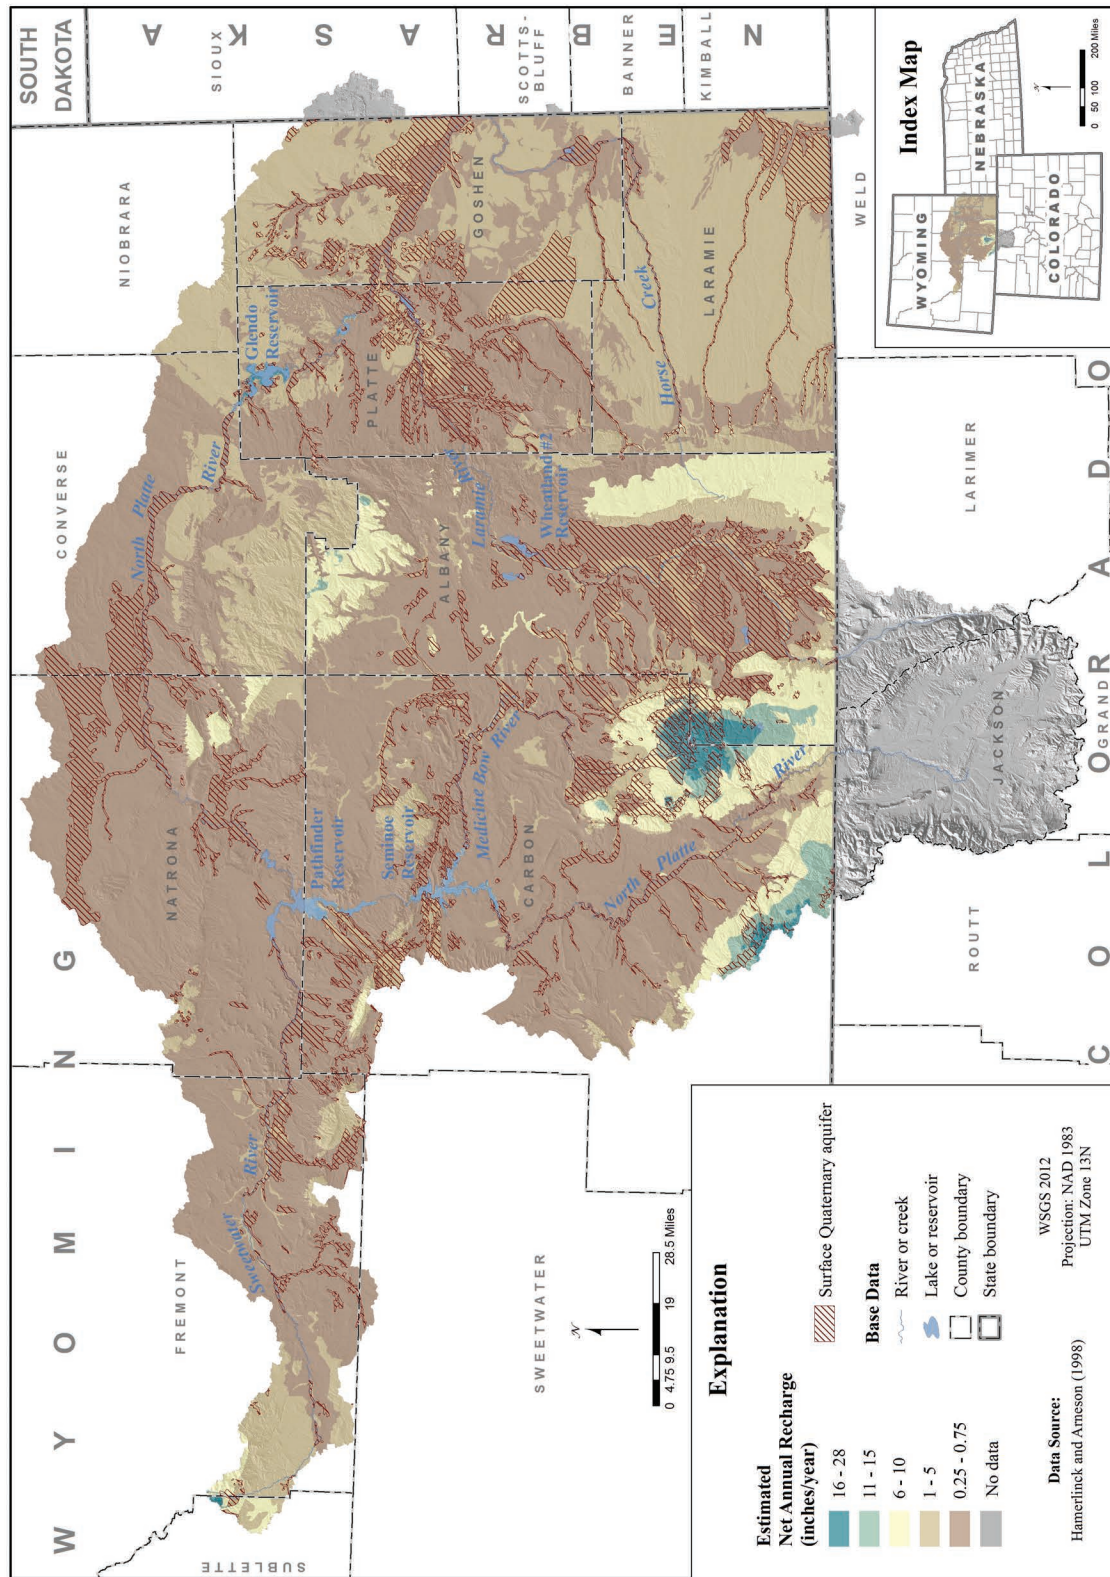 W Y O M I N G
SOUTH
DAKOTA
N E B R A S K A
C O L O R A D O
SUBLETTE
FREMONT
NATRONA
CONVERSE
NIOBRARA
SIOUX
SCOTTS-
BLUFF
BANNER
KIMBALL
SWEETWATER
CARBON
ALBANY
PLATTE
GOSHEN
LARAMIE
WELD
LARIMER
ROUTT
JACKSON
GRAND
Sweetwater River
North Platte River
Pathfinder
Reservoir
Seminoe
Reservoir
Glendo
Reservoir
Medicine Bow River
Laramie River
Wheatland #2
Reservoir
Horse Creek
North Platte River
N
0 4.75 9.5 19 28.5 Miles
Explanation
Estimated
Net Annual Recharge
(inches/year)
16 - 28
11 - 15
6 - 10
1 - 5
0.25 - 0.75
No data
Surface Quaternary aquifer
Base Data
River or creek
Lake or reservoir
County boundary
State boundary
Data Source:
Hamerlinck and Arneson (1998)
WSGS 2012
Projection: NAD 1983
UTM Zone 13N
Index Map
WYOMING
NEBRASKA
COLORADO
N
0 50 100 200 Miles